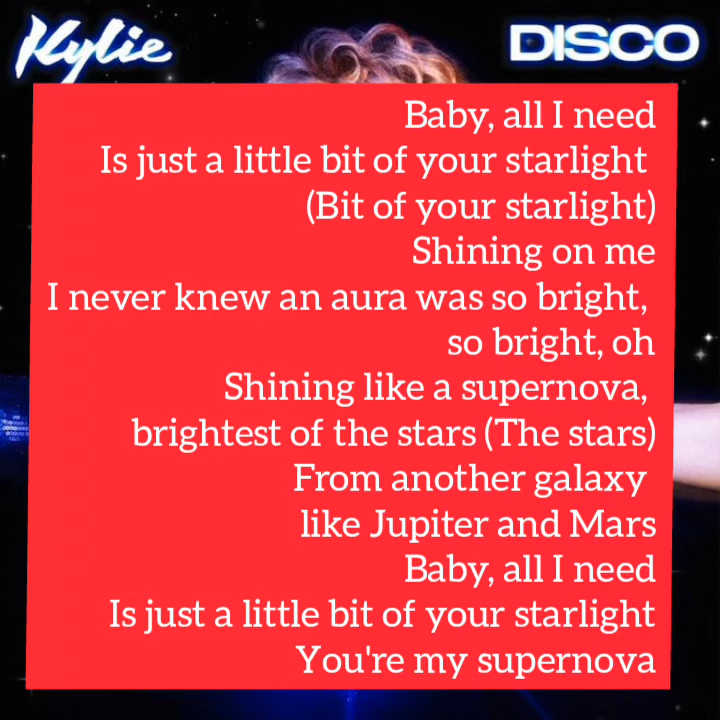 Kylie
DISCO
Baby, all I need
Is just a little bit of your starlight
(Bit of your starlight)
Shining on me
I never knew an aura was so bright,
so bright, oh
Shining like a supernova,
brightest of the stars (The stars)
From another galaxy
like Jupiter and Mars
Baby, all I need
Is just a little bit of your starlight
You're my supernova